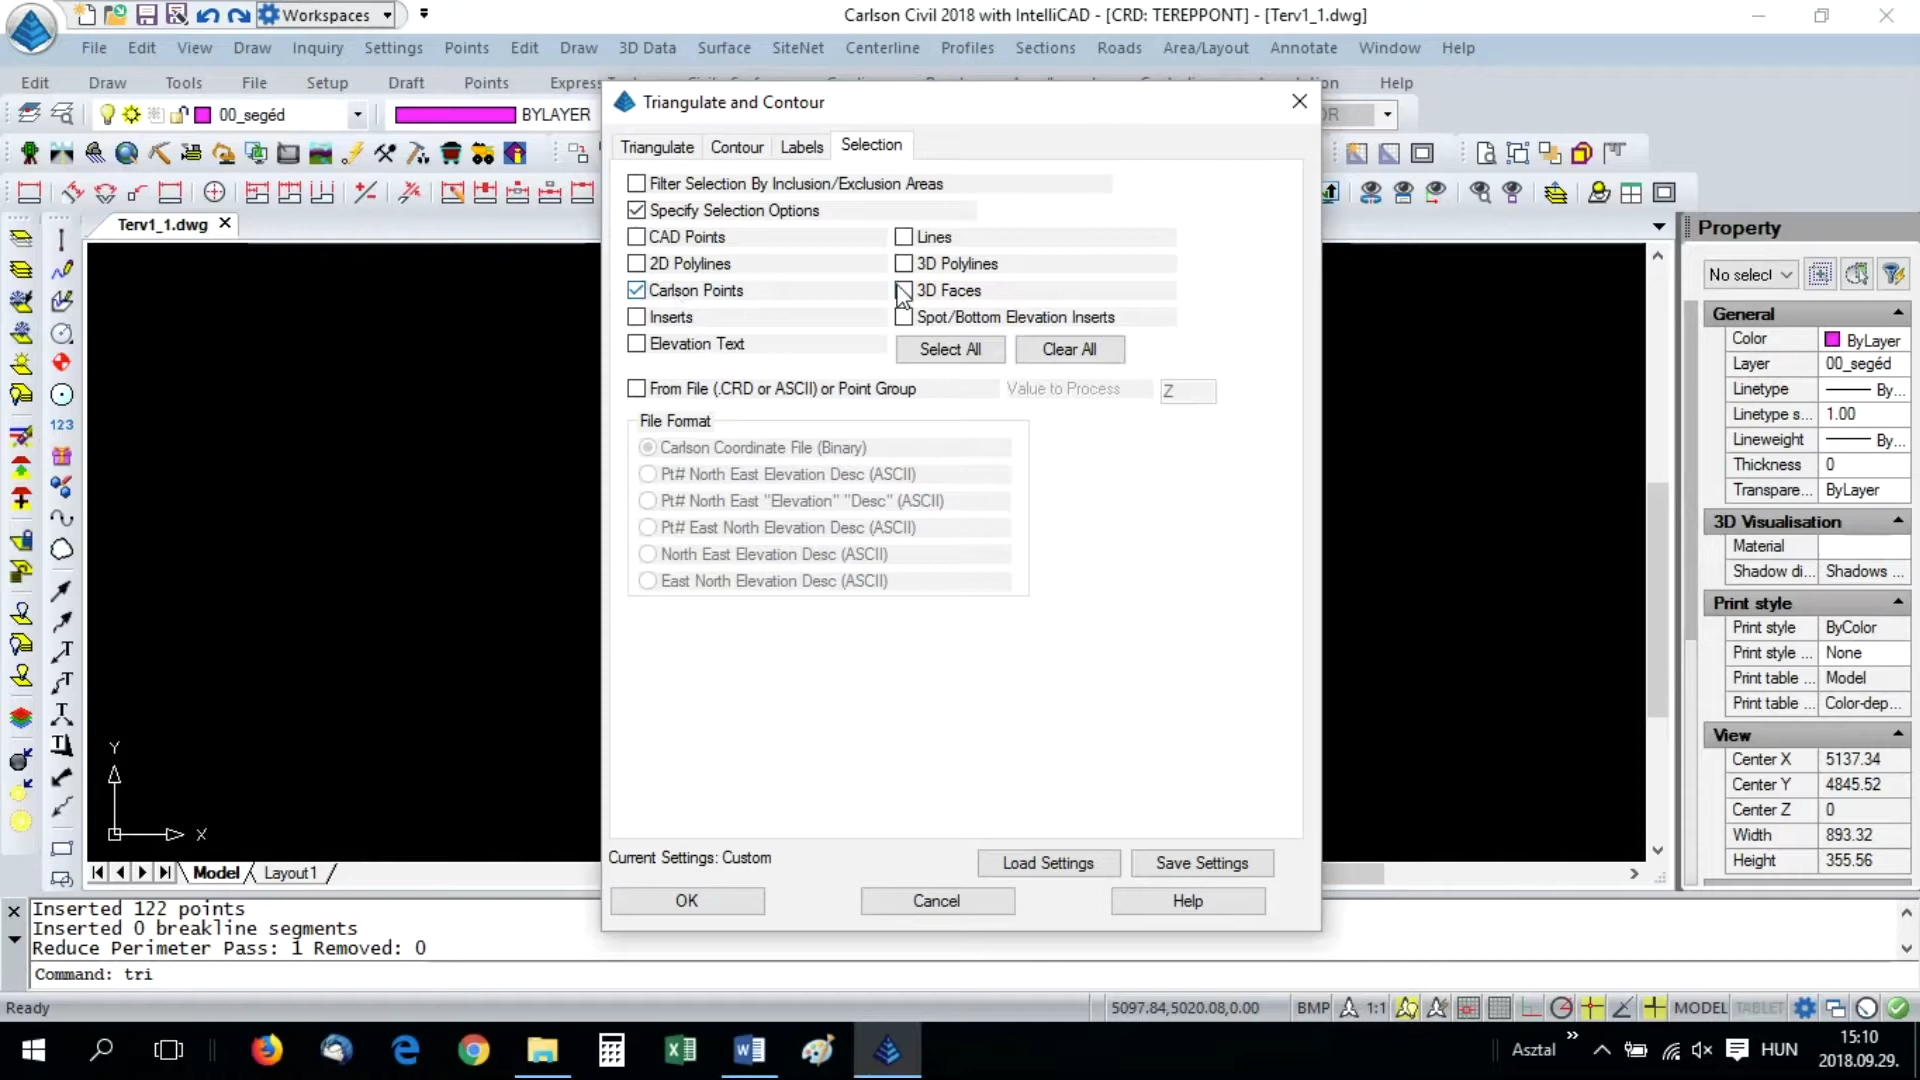 Workspaces
Carlson Civil 2018 with IntelliCAD - [CRD: TEREPPONT] - [Terv1_1.dwg]
File Edit View Draw Inquiry Settings Points Edit Draw 3D Data Surface SiteNet Centerline Profiles Sections Roads Area/Layout Annotate Window Help
Edit Draw Tools File Setup Draft Points Express Help
00_segéd BYLAYER
Triangulate and Contour
Triangulate Contour Labels Selection
Terv1_1.dwg
Filter Selection By Inclusion/Exclusion Areas
Specify Selection Options
CAD Points Lines
2D Polylines 3D Polylines
Carlson Points 3D Faces
Inserts Spot/Bottom Elevation Inserts
Elevation Text Select All Clear All
From File (.CRD or ASCII) or Point Group Value to Process Z
File Format
Carlson Coordinate File (Binary)
Pt# North East Elevation Desc (ASCII)
Pt# North East "Elevation" "Desc" (ASCII)
Pt# East North Elevation Desc (ASCII)
North East Elevation Desc (ASCII)
East North Elevation Desc (ASCII)
Current Settings: Custom Load Settings Save Settings
OK Cancel Help
123
Y
X
Property
No select
General
Color ByLayer
Layer 00_segéd
Linetype By...
Linetype s... 1.00
Lineweight By...
Thickness 0
Transpare... ByLayer
3D Visualisation
Material
Shadow di... Shadows ...
Print style
Print style ByColor
Print style ... None
Print table ... Model
Print table ... Color-dep...
View
Center X 5137.34
Center Y 4845.52
Center Z 0
Width 893.32
Height 355.56
Model Layout1
Inserted 122 points
Inserted 0 breakline segments
Reduce Perimeter Pass: 1 Removed: 0
Command: tri
Ready 5097.84,5020.08,0.00 BMP 1:1 MODEL TABLET
Asztal HUN 15:10
2018.09.29.